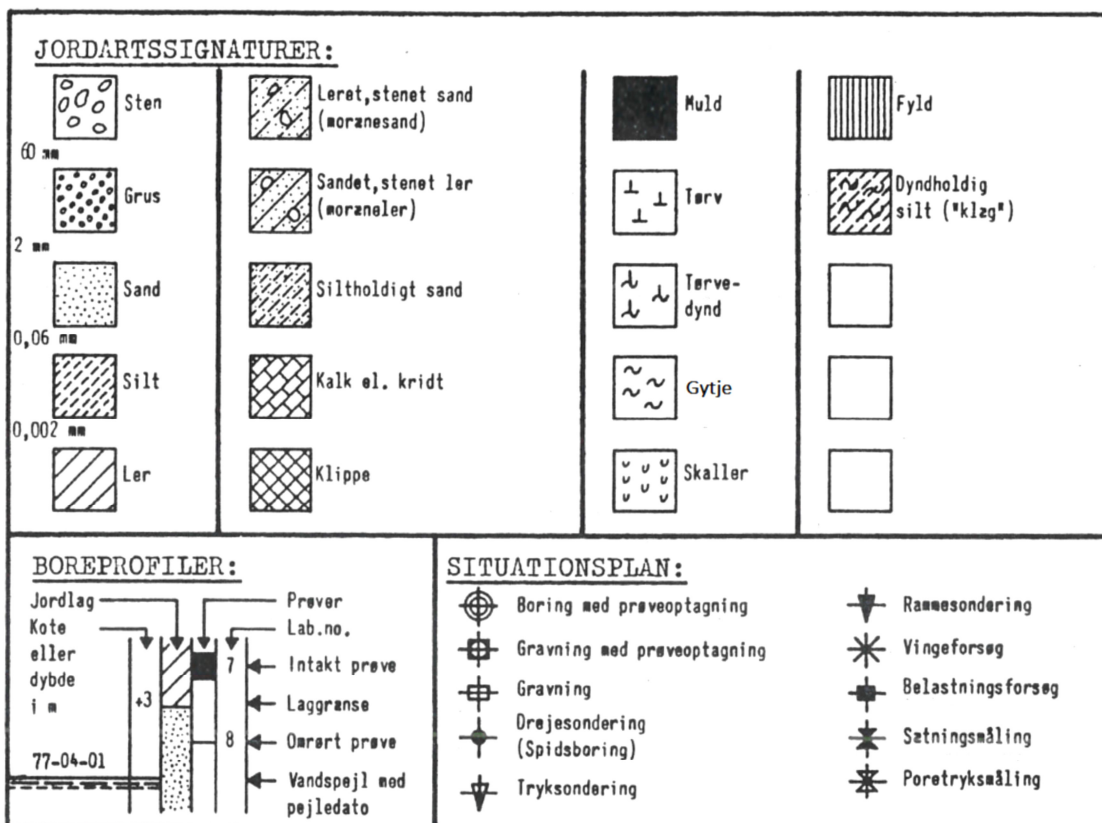 JORDARTSSIGNATURER:
Sten
60 mm
Grus
2 mm
Sand
0,06 mm
Silt
0,002 mm
Ler
Leret,stenet sand
(morænesand)
Sandet,stenet ler
(moræneler)
Siltholdigt sand
Kalk el. kridt
Klippe
Muld
Tørv
Tørve-
dynd
Gytje
Skaller
Fyld
Dyndholdig
silt ("klæg")
BOREPROFILER:
Jordlag
Kote
eller
dybde
i m
Prøver
Lab.no.
7
+3
8
77-04-01
Intakt prøve
Laggrænse
Omrørt prøve
Vandspejl med
pejledato
SITUATIONSPLAN:
Boring med prøveoptagning
Gravning med prøveoptagning
Gravning
Drejesondering
(Spidsboring)
Tryksondering
Rammesondering
Vingeforsøg
Belastningsforsøg
Sætningsmåling
Poretryksmåling